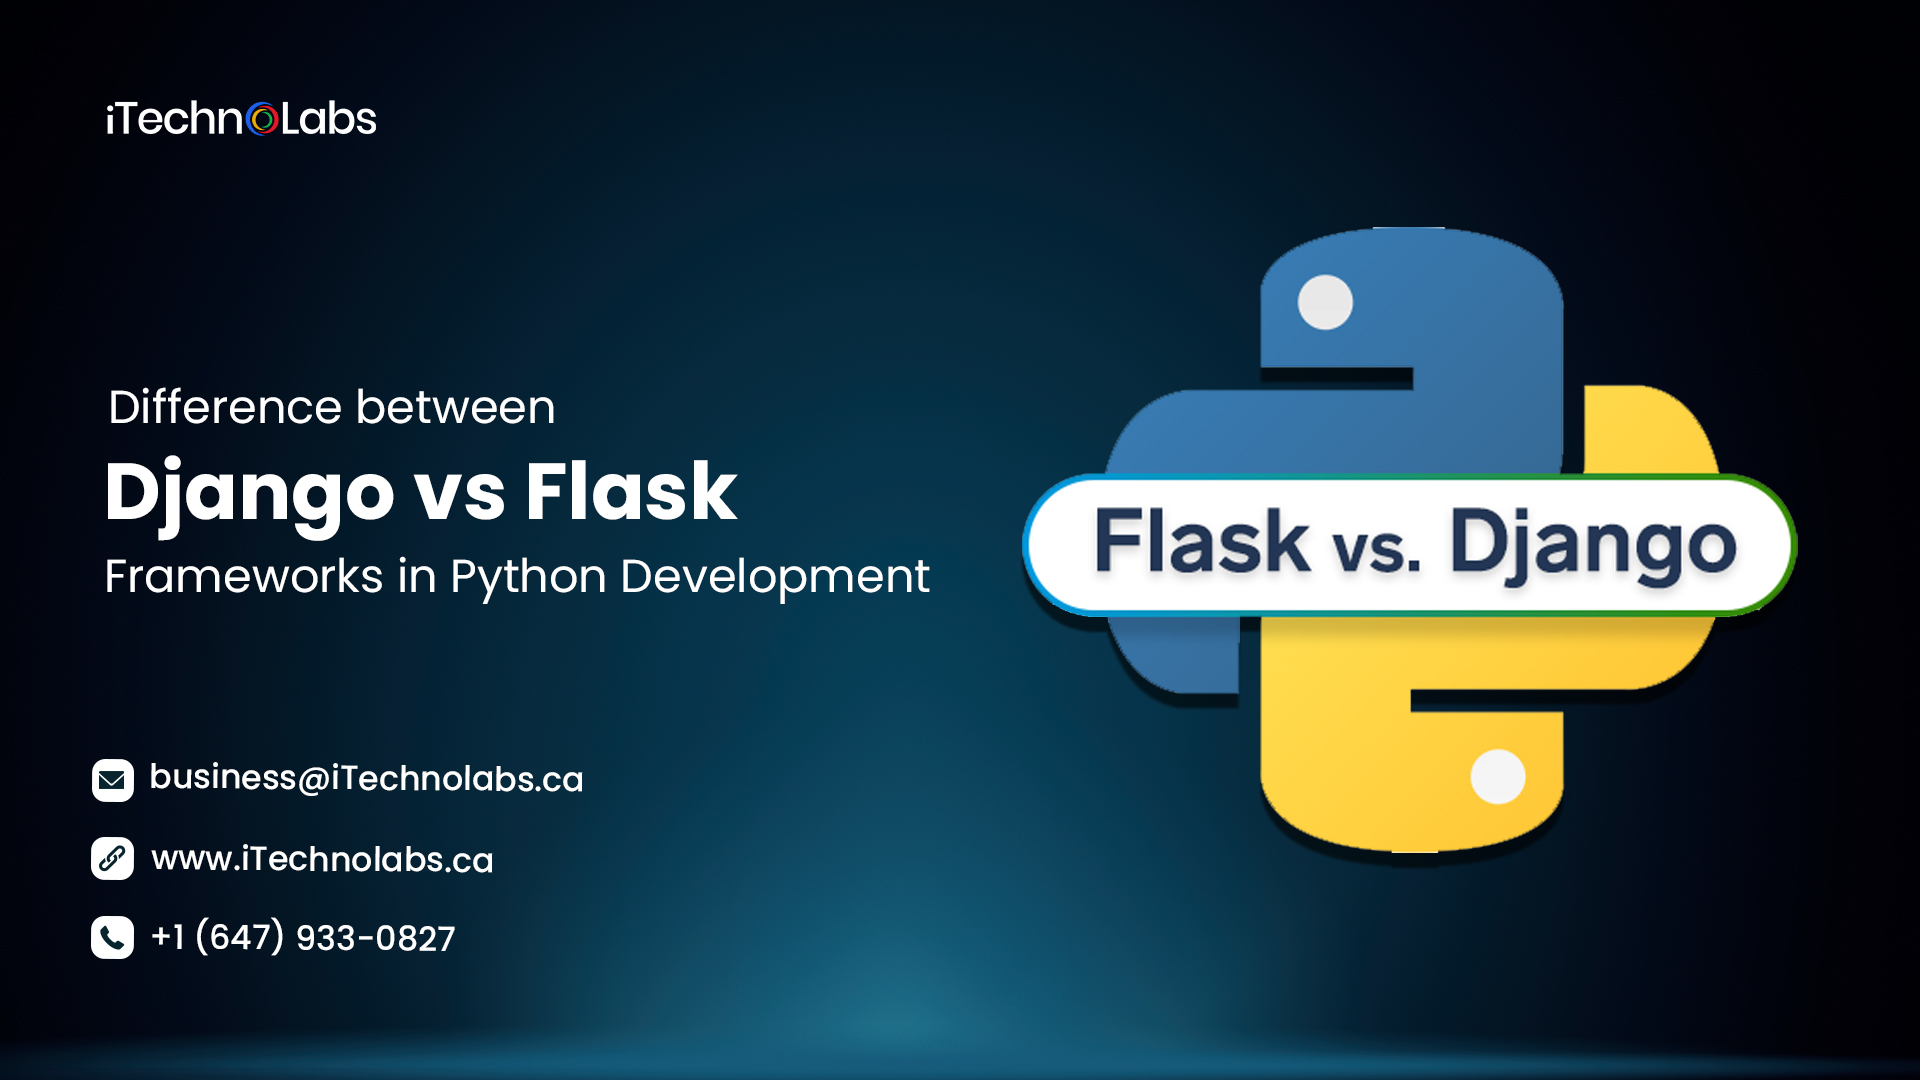 iTechnoLabs
Difference between
Django vs Flask
Frameworks in Python Development
Flask vs. Django
business@iTechnolabs.ca
www.iTechnolabs.ca
+1 (647) 933-0827